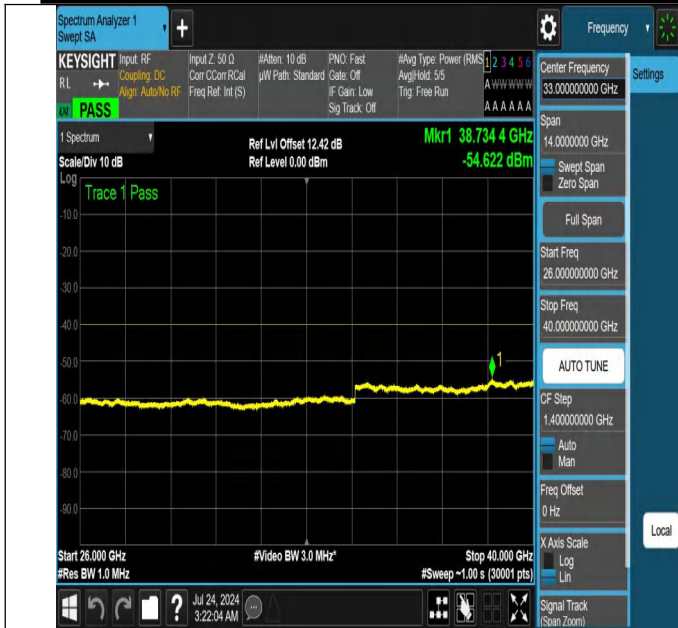 Spectrum Analyzer 1
Swept SA
+
Frequency
KEYSIGHT
RL
PASS
Input: RF
Coupling: DC
Align: Auto/No RF
Input Z: 50 Ω
Corr CCorr RCal
Freq Ref: Int (S)
#Atten: 10 dB
µW Path: Standard
PNO: Fast
Gate: Off
IF Gain: Low
Sig Track: Off
#Avg Type: Power (RMS
Avg|Hold: 5/5
Trig: Free Run
1 2 3 4 5 6
A W W W W W
A A A A A A
1 Spectrum
Scale/Div 10 dB
Log
Ref Lvl Offset 12.42 dB
Ref Level 0.00 dBm
Mkr1 38.734 4 GHz
-54.622 dBm
Trace 1 Pass
-10.0
-20.0
-30.0
-40.0
-50.0
-60.0
-70.0
-80.0
-90.0
1
Start 26.000 GHz
#Res BW 1.0 MHz
#Video BW 3.0 MHz*
Stop 40.000 GHz
#Sweep ~1.00 s (30001 pts)
Jul 24, 2024
3:22:04 AM
Center Frequency
33.000000000 GHz
Settings
Span
14.0000000 GHz
Swept Span
Zero Span
Full Span
Start Freq
26.000000000 GHz
Stop Freq
40.000000000 GHz
AUTO TUNE
CF Step
1.40000000 GHz
Auto
Man
Freq Offset
0 Hz
X Axis Scale
Log
Lin
Local
Signal Track
(Span Zoom)